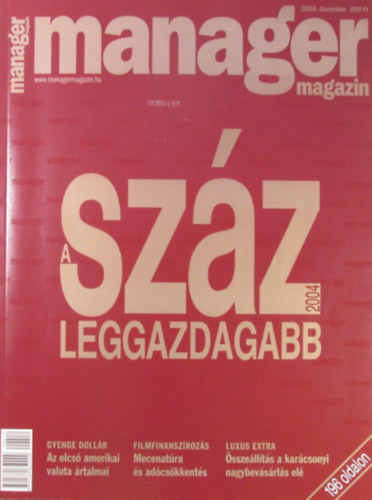 2004. december 890 Ft
manager
manager
magazin
www.managermagazin.hu
A
száz
2004
LEGGAZDAGABB
GYENGE DOLLÁR
Az olcsó amerikai
valuta ártalmai
FILMFINANSZÍROZÁS
Mecenatúra
és adócsökkentés
LUXUS EXTRA
Összeállítás a karácsonyi
nagybevásárlás elé
196 oldalon